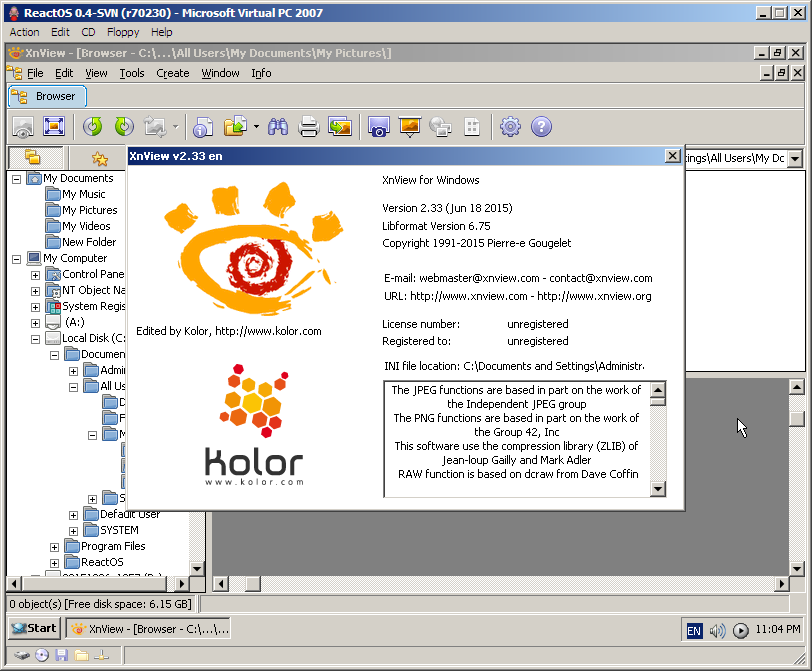 ReactOS 0.4-SVN (r70230) - Microsoft Virtual PC 2007
Action Edit CD Floppy Help
XnView - [Browser - C:\...\All Users\My Documents\My Pictures\]
File Edit View Tools Create Window Info
Browser
XnView v2.33 en
tings\All Users\My Dc
My Documents
My Music
My Pictures
My Videos
New Folder
My Computer
Control Pane
NT Object Na
System Regis
(A:)
Local Disk (C:
Documen
Admi
All U
Default User
SYSTEM
Program Files
ReactOS
XnView for Windows
Version 2.33 (Jun 18 2015)
Libformat Version 6.75
Copyright 1991-2015 Pierre-e Gougelet
E-mail: webmaster@xnview.com - contact@xnview.com
URL: http://www.xnview.com - http://www.xnview.org
Edited by Kolor, http://www.kolor.com
License number: unregistered
Registered to: unregistered
INI file location: C:\Documents and Settings\Administr
kolor
www.kolor.com
The JPEG functions are based in part on the work of
the Independent JPEG group
The PNG functions are based in part on the work of
the Group 42, Inc
This software use the compression library (ZLIB) of
Jean-loup Gailly and Mark Adler
RAW function is based on dcraw from Dave Coffin
0 object(s) [Free disk space: 6.15 GB]
Start
XnView - [Browser - C:\...\...
EN
11:04 PM